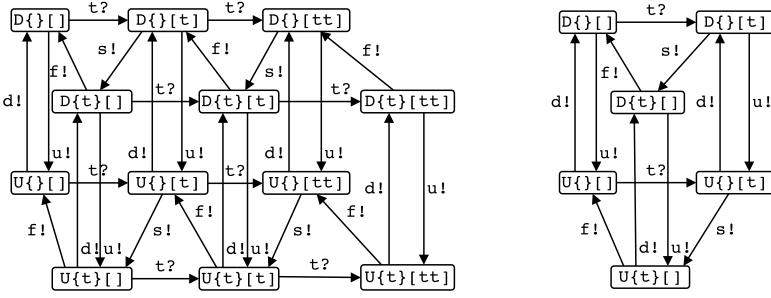 t? t? t?
D{}[] D{}[t] D{}[tt] D{}[] D{}[t]
f! s! f! s! f! f! s!
t? t?
d! D{t}[] D{t}[t] D{t}[tt] d! D{t}[] d! u!
u! d! u! t? d! u! u! t?
t?
U{}[] U{}[t] U{}[tt] d! u! U{}[] U{}[t]
f! s! f! s! f! f! s!
d! u! d! u! d! u!
t? t?
U{t}[] U{t}[t] U{t}[tt] U{t}[]